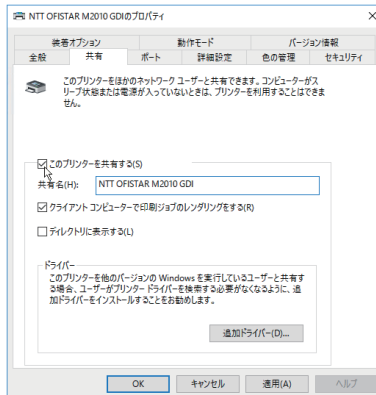 NTT OFISTAR M2010 GDIのプロパティ
装着オプション 動作モード バージョン情報
全般 共有 ポート 詳細設定 色の管理 セキュリティ
このプリンターをほかのネットワーク ユーザーと共有できます。コンピューターがス
リープ状態または電源が入っていないときは、プリンターを利用することはできま
せん。
このプリンターを共有する(S)
共有名(H): NTT OFISTAR M2010 GDI
クライアント コンピューターで印刷ジョブのレンダリングをする(R)
ディレクトリに表示する(L)
ドライバー
このプリンターを他のバージョンの Windows を実行しているユーザーと共有す
る場合、ユーザーがプリンター ドライバーを検索する必要がなくなるように、追
加ドライバーをインストールすることをお勧めします。
追加ドライバー(D)...
OK キャンセル 適用(A) ヘルプ